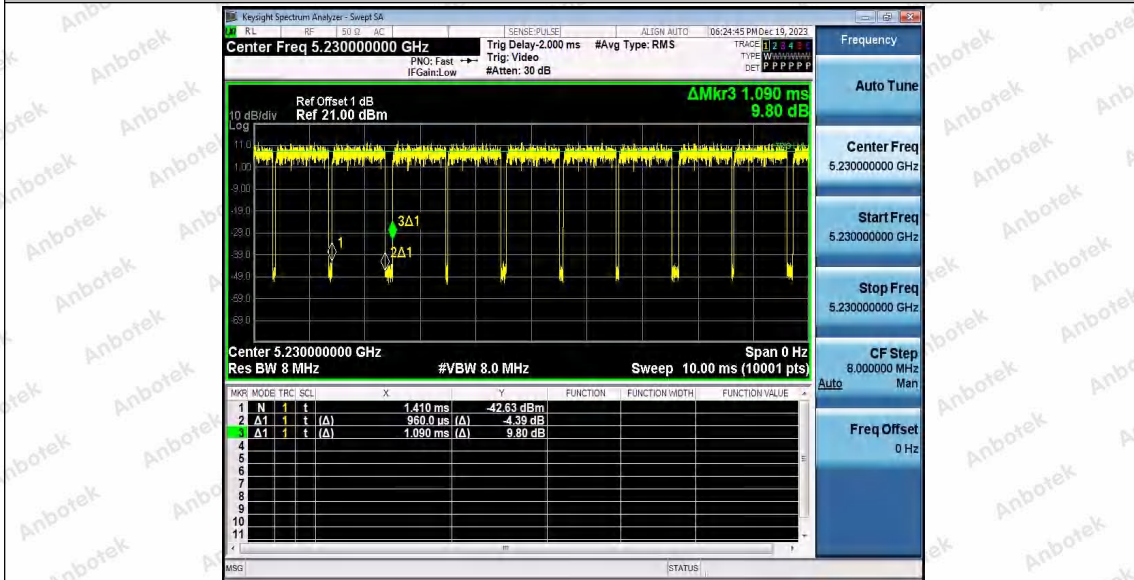 Keysight Spectrum Analyzer - Swept SA
RL RF 50 Ω AC SENSE:PULSE ALIGN AUTO 06:24:45 PM Dec 19, 2023
Center Freq 5.230000000 GHz
PNO: Fast
IFGain:Low
Trig Delay-2.000 ms
Trig: Video
#Atten: 30 dB
#Avg Type: RMS
TRACE 1 2 3 4 5 6
TYPE WWWWWW
DET P P P P P P
Frequency
Auto Tune
Center Freq
5.230000000 GHz
Start Freq
5.230000000 GHz
Stop Freq
5.230000000 GHz
CF Step
8.000000 MHz
Auto Man
Freq Offset
0 Hz
ΔMkr3 1.090 ms
9.80 dB
10 dB/div
Log
Ref Offset 1 dB
Ref 21.00 dBm
11.0
1.00
-9.00
-19.0
-29.0
-39.0
-49.0
-59.0
-69.0
1
2Δ1
3Δ1
Center 5.230000000 GHz Span 0 Hz
Res BW 8 MHz #VBW 8.0 MHz Sweep 10.00 ms (10001 pts)
MKR MODE TRC SCL X Y FUNCTION FUNCTION WIDTH FUNCTION VALUE
1 N 1 t 1.410 ms -42.63 dBm
2 Δ1 1 t (Δ) 960.0 µs (Δ) -4.39 dB
3 Δ1 1 t (Δ) 1.090 ms (Δ) 9.80 dB
4
5
6
7
8
9
10
11
MSG STATUS
Anbotek